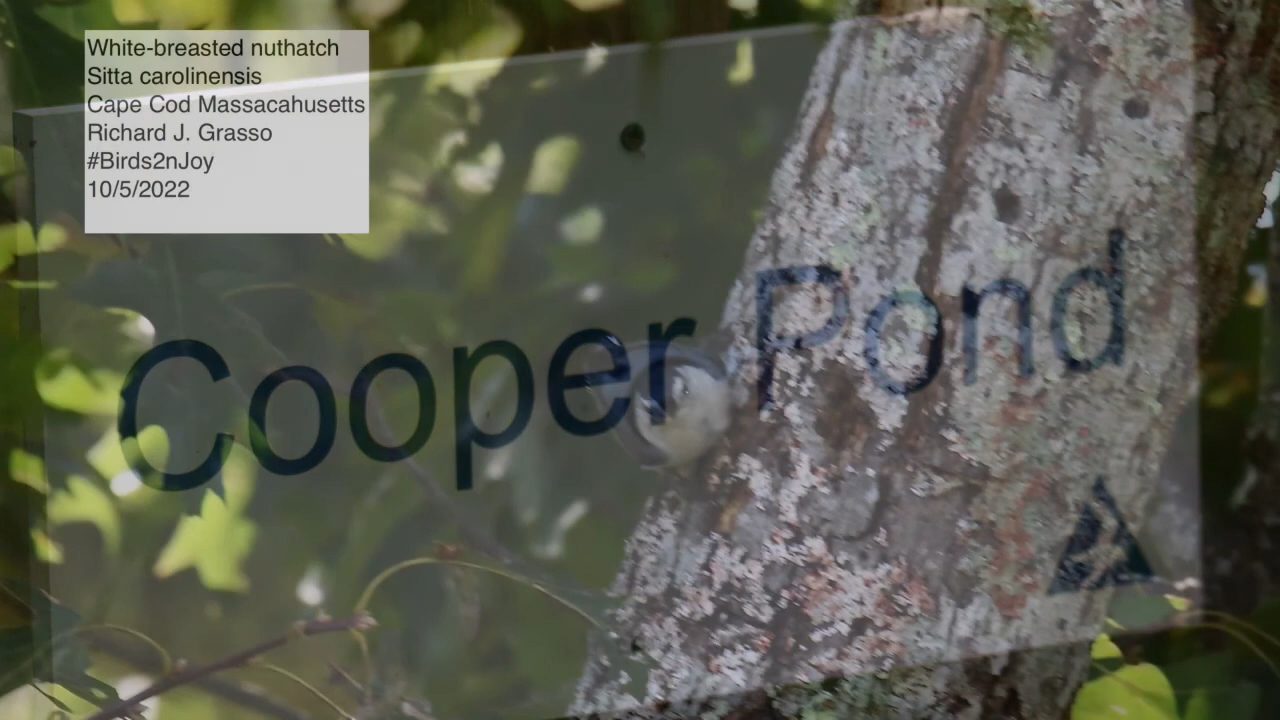 White-breasted nuthatch
Sitta carolinensis
Cape Cod Massacahusetts
Richard J. Grasso
#Birds2nJoy
10/5/2022
Cooper Pond